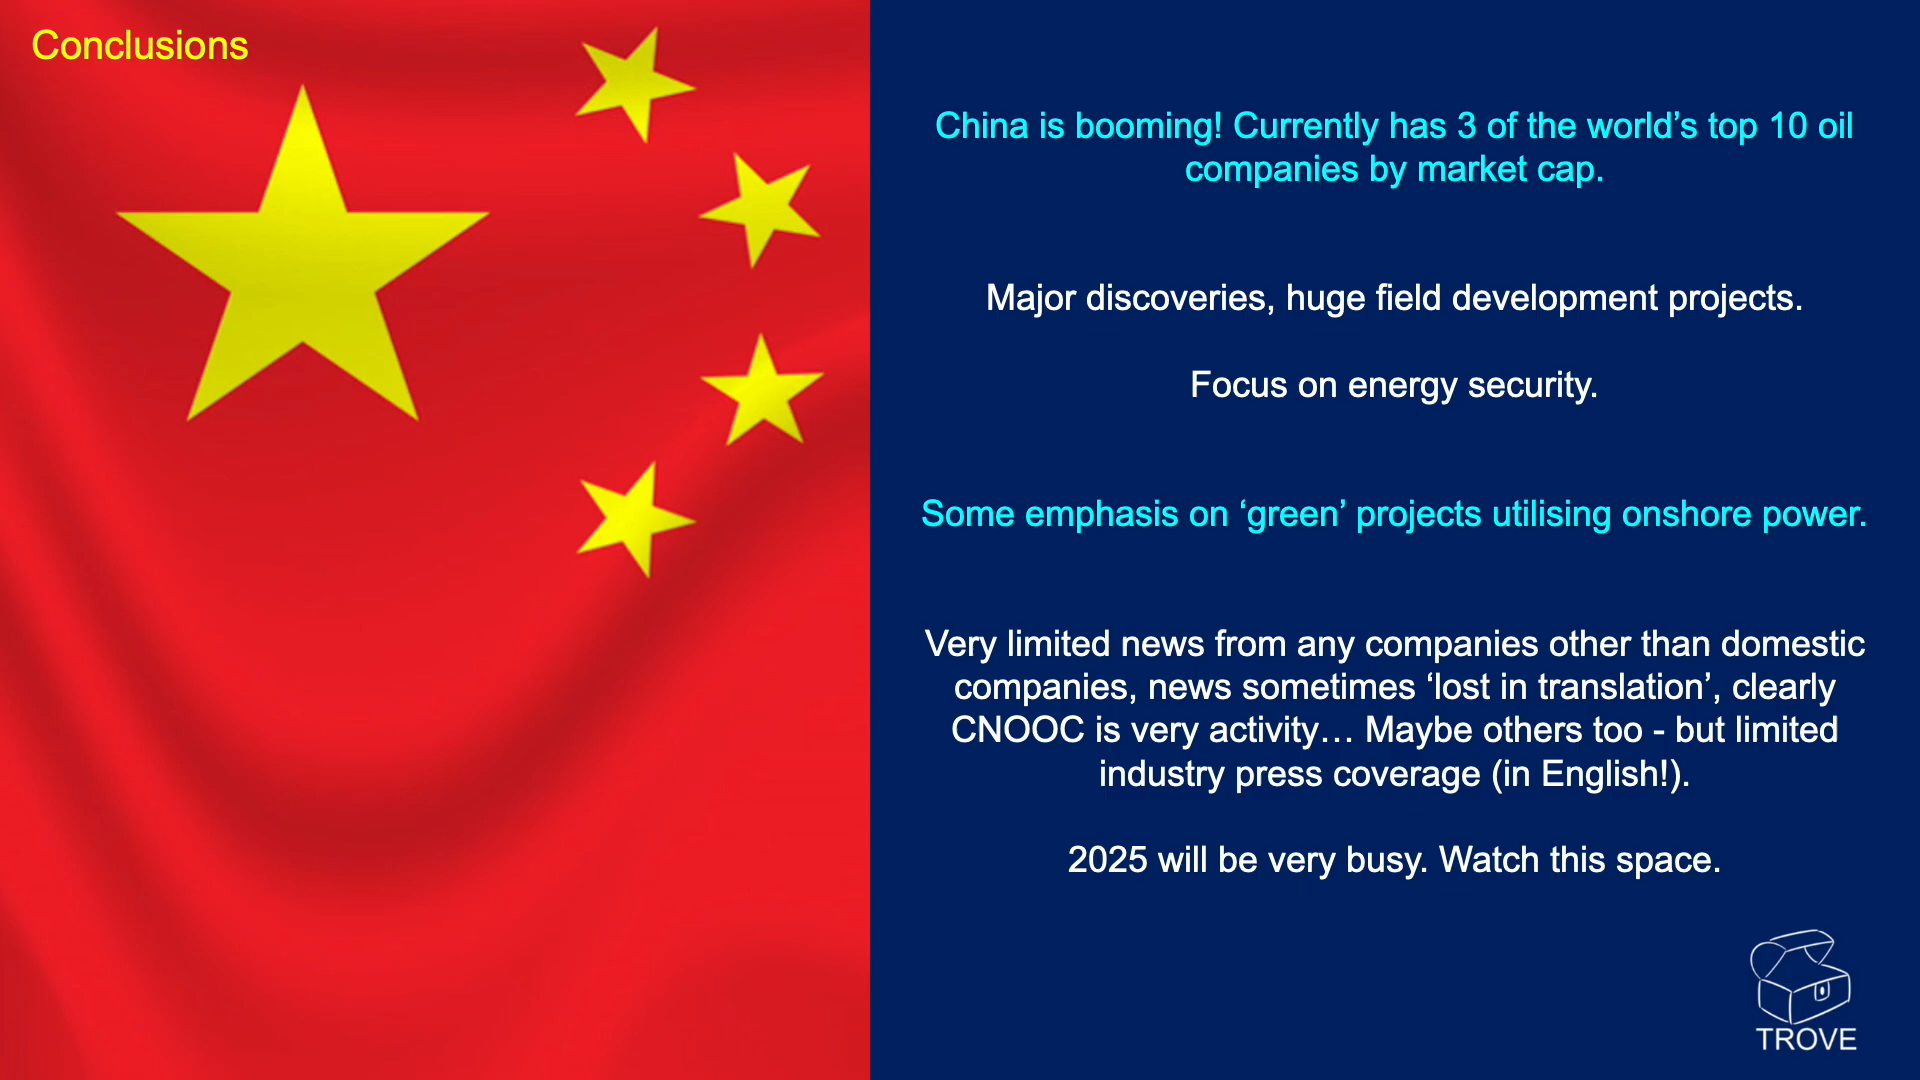 Conclusions
China is booming! Currently has 3 of the world’s top 10 oil
companies by market cap.
Major discoveries, huge field development projects.
Focus on energy security.
Some emphasis on ‘green’ projects utilising onshore power.
Very limited news from any companies other than domestic
companies, news sometimes ‘lost in translation’, clearly
CNOOC is very activity… Maybe others too - but limited
industry press coverage (in English!).
2025 will be very busy. Watch this space.
TROVE